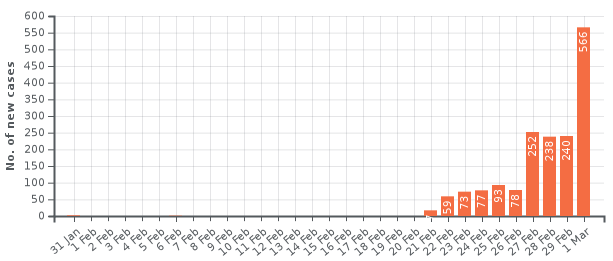 600
550
500
450
400
350
300
250
200
150
100
50
0
No. of new cases
59
73
77
93
78
252
238
240
566
31 Jan
1 Feb
2 Feb
3 Feb
4 Feb
5 Feb
6 Feb
7 Feb
8 Feb
9 Feb
10 Feb
11 Feb
12 Feb
13 Feb
14 Feb
15 Feb
16 Feb
17 Feb
18 Feb
19 Feb
20 Feb
21 Feb
22 Feb
23 Feb
24 Feb
25 Feb
26 Feb
27 Feb
28 Feb
29 Feb
1 Mar